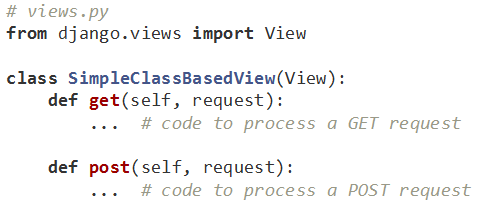 # views.py
from django.views import View
class SimpleClassBasedView(View):
    def get(self, request):
        ...  # code to process a GET request
    def post(self, request):
        ...  # code to process a POST request